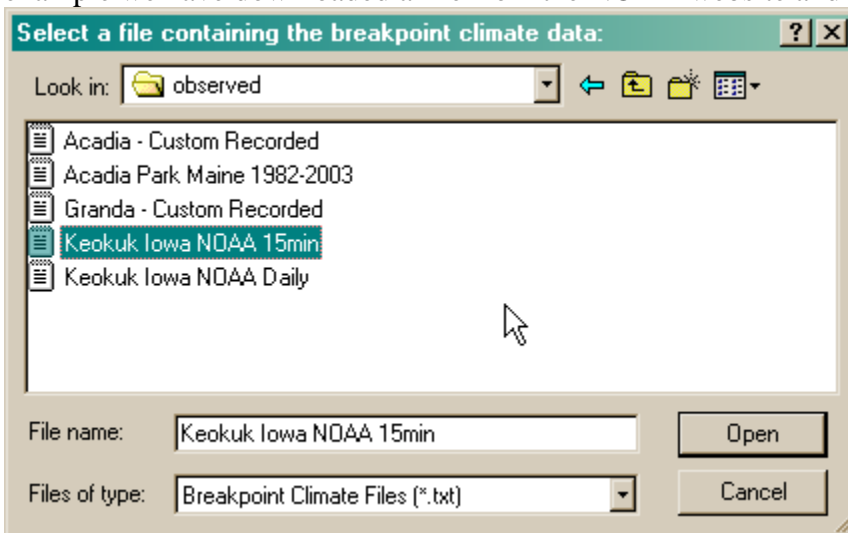 Select a file containing the breakpoint climate data:
Look in: observed
Acadia - Custom Recorded
Acadia Park Maine 1982-2003
Granda - Custom Recorded
Keokuk Iowa NOAA 15min
Keokuk Iowa NOAA Daily
File name: Keokuk Iowa NOAA 15min Open
Files of type: Breakpoint Climate Files (*.txt) Cancel